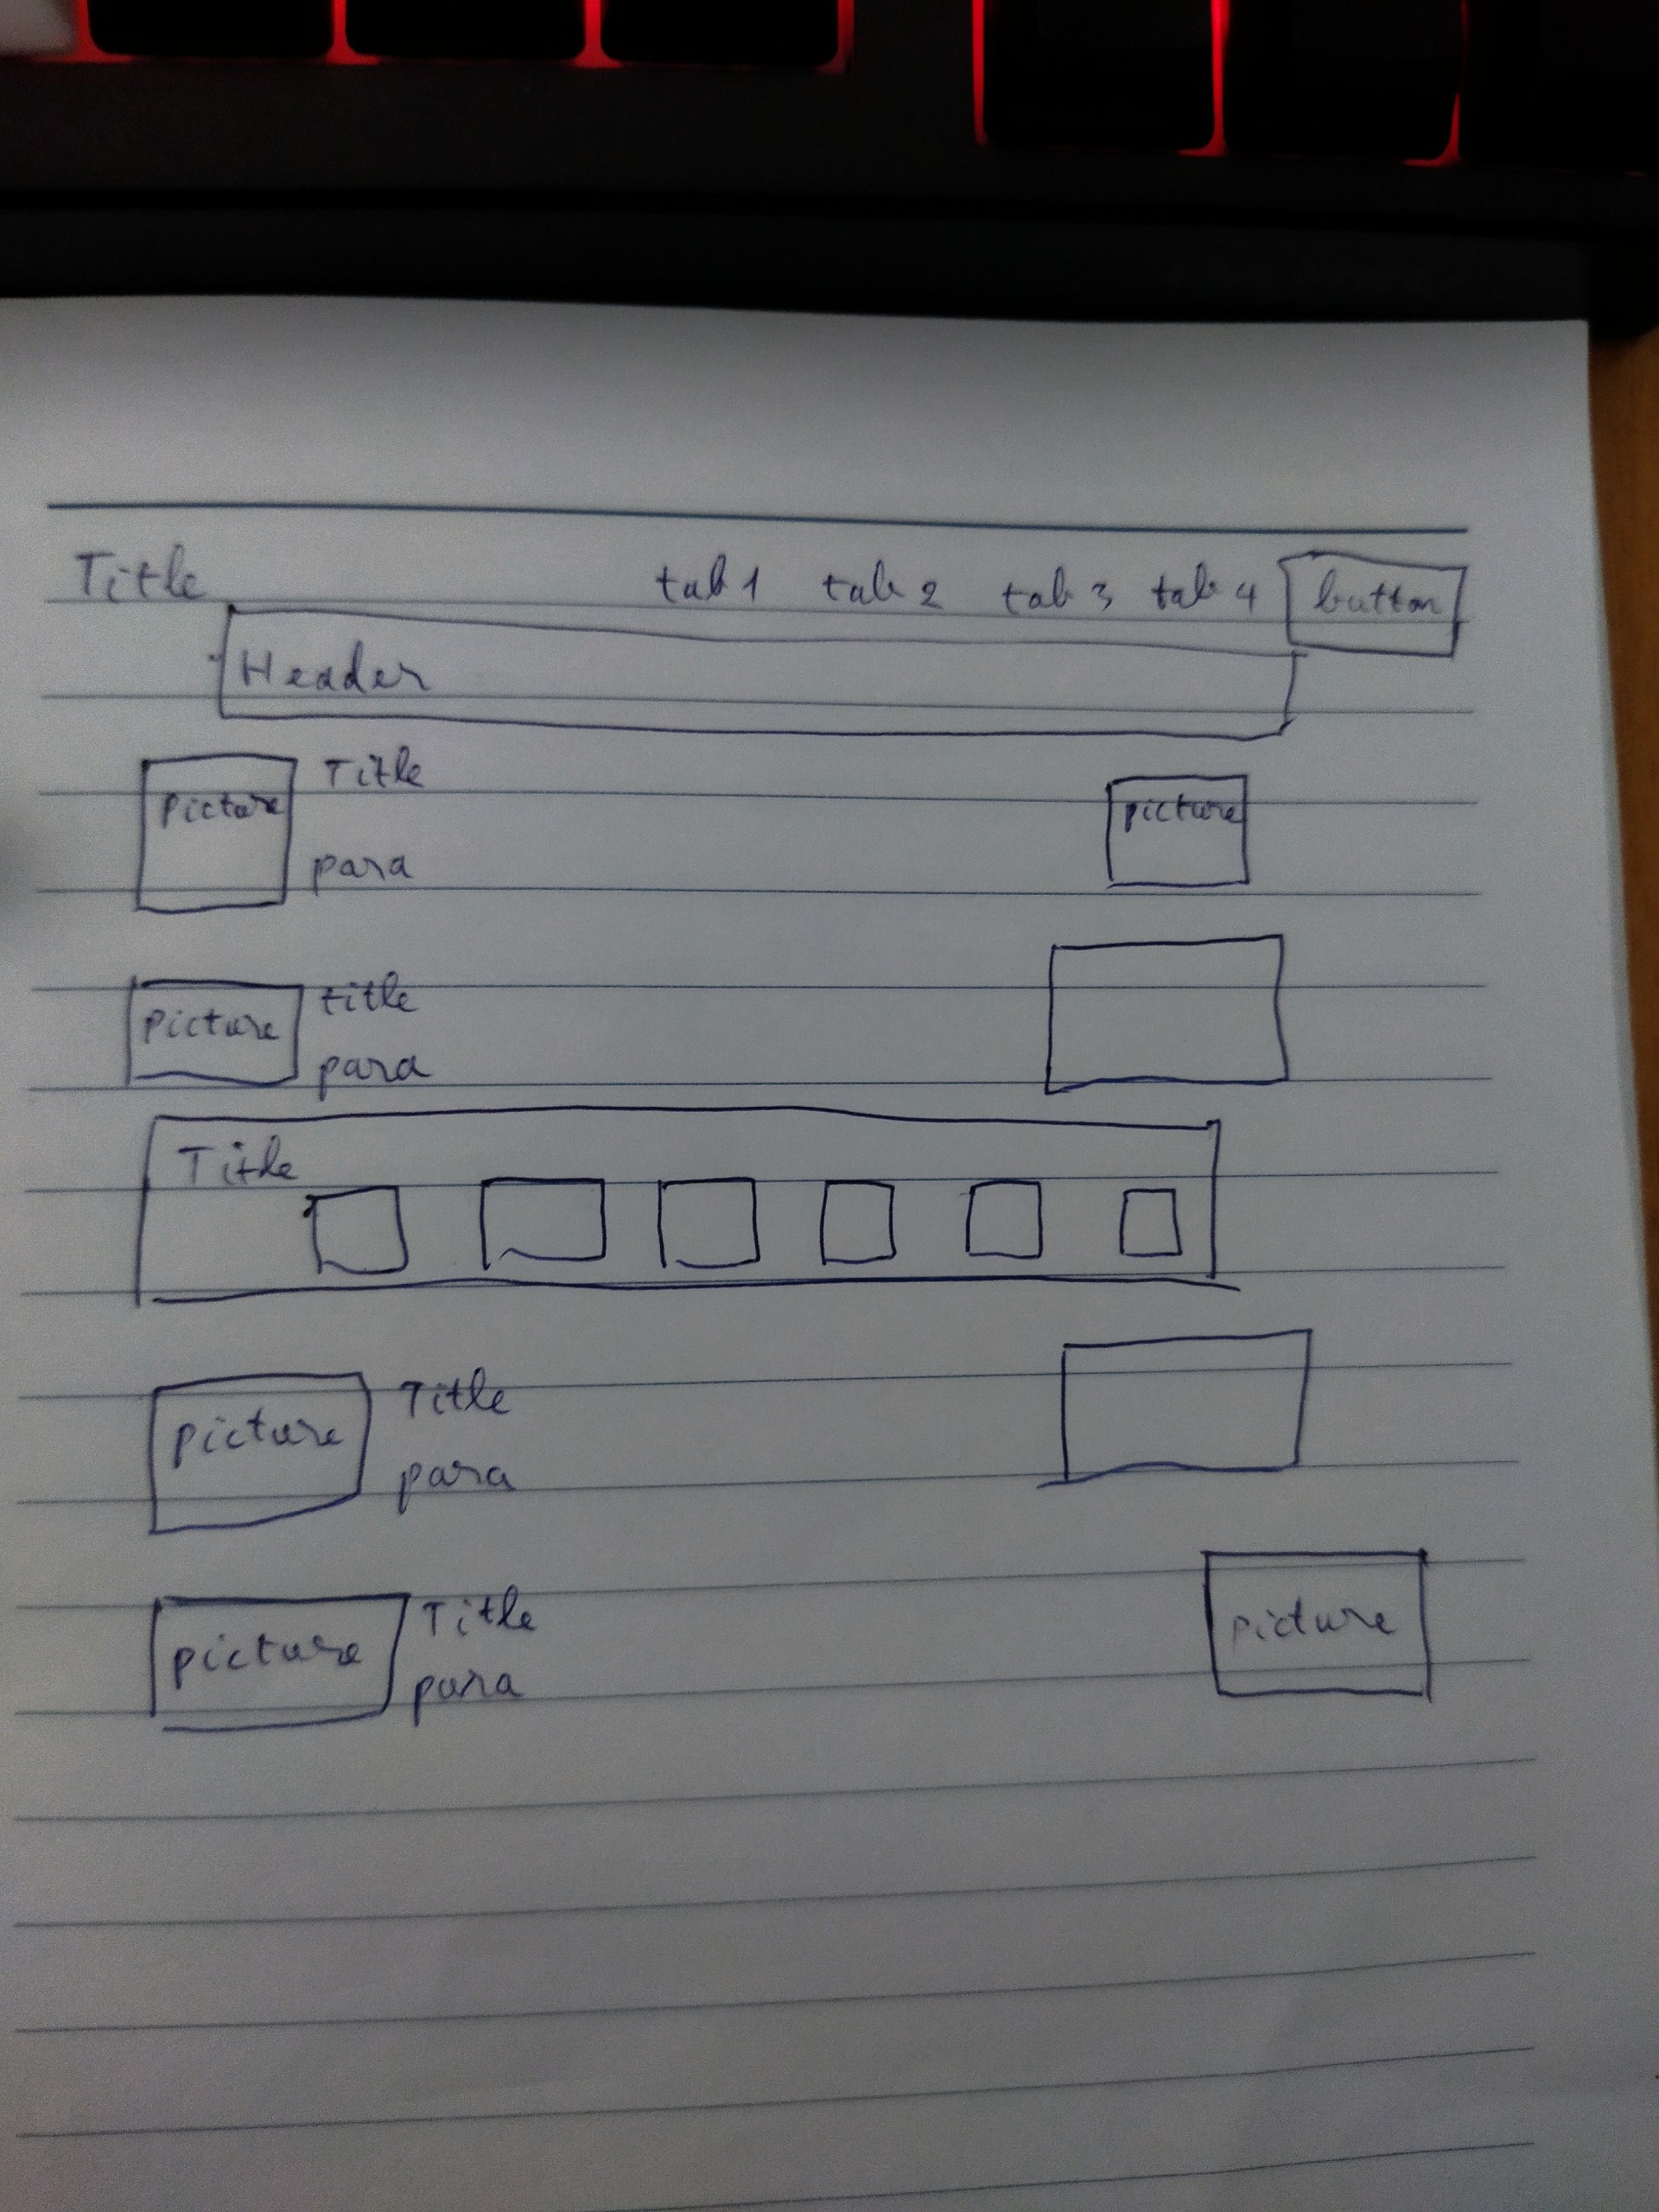 Title tab 1 tab 2 tab 3 tab 4 button
Header
Picture Title picture
para
Picture title
para
Title
picture Title
para
picture Title picture
para